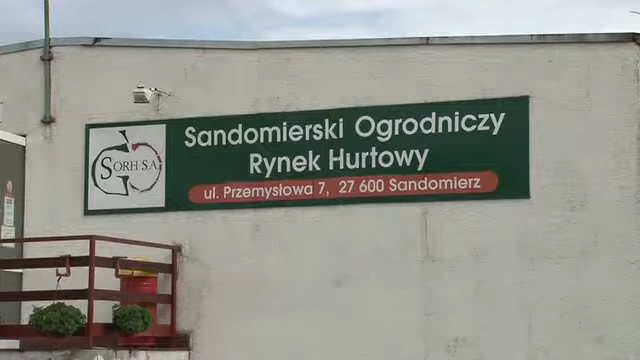 Sandomierski Ogrodniczy
Rynek Hurtowy
ul. Przemysłowa 7, 27 600 Sandomierz
SORH S.A.